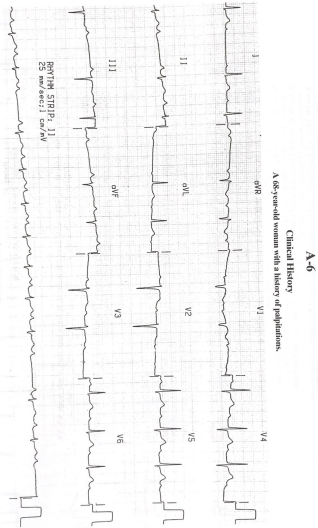 A-6
Clinical History
A 68-year-old woman with a history of palpitations.
I aVR V1 V4
II aVL V2 V5
III aVF V3 V6
RHYTHM STRIP: II
25 mm/sec; 1 cm/mV